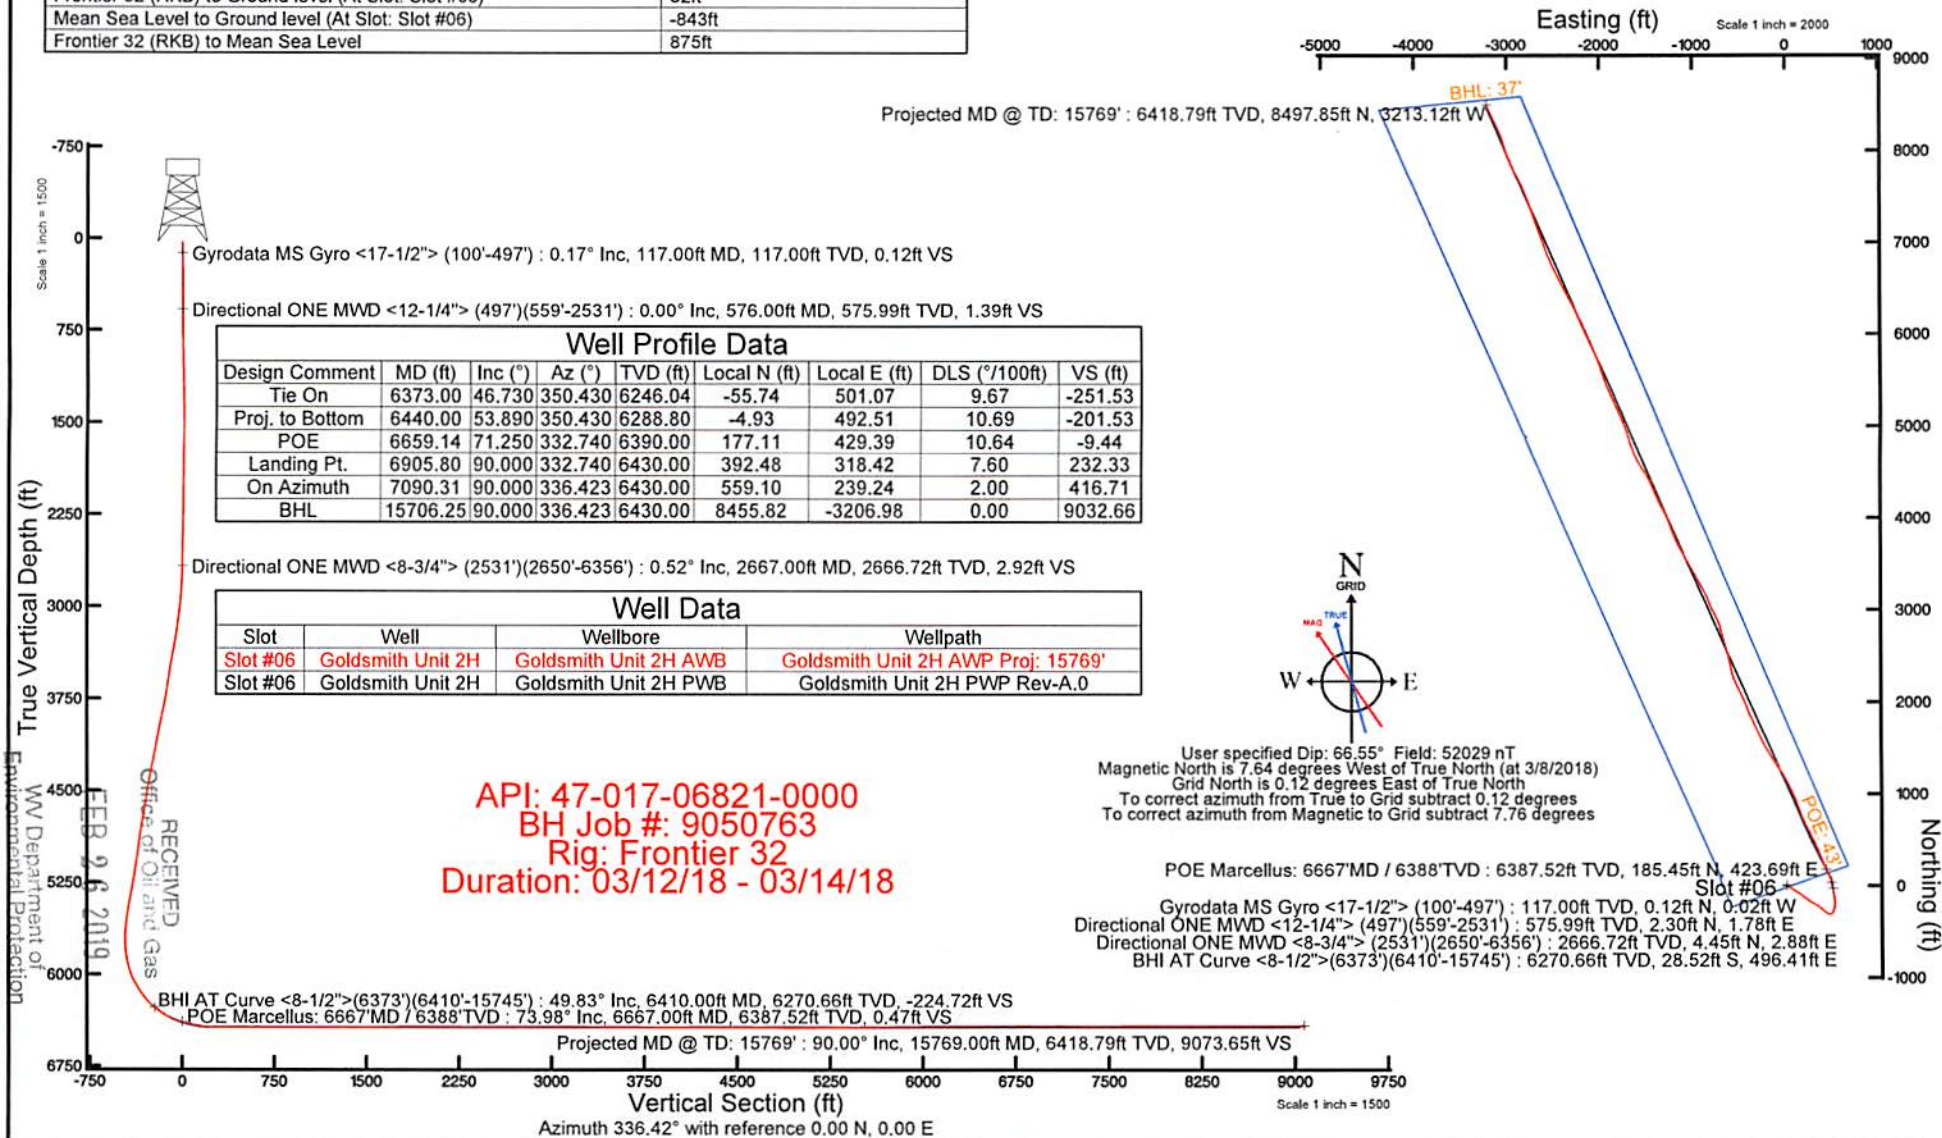 Mean Sea Level to Ground level (At Slot: Slot #06) -843ft
Frontier 32 (RKB) to Mean Sea Level 875ft
Easting (ft) Scale 1 inch = 2000
-5000 -4000 -3000 -2000 -1000 0 1000
9000
8000
7000
6000
5000
4000
3000
2000
1000
0
-1000
Northing (ft)
BHL: 37'
Projected MD @ TD: 15769' : 6418.79ft TVD, 8497.85ft N, 3213.12ft W
Scale 1 inch = 1500
True Vertical Depth (ft)
-750
0
750
1500
2250
3000
3750
4500
5250
6000
6750
Gyrodata MS Gyro <17-1/2"> (100'-497') : 0.17° Inc, 117.00ft MD, 117.00ft TVD, 0.12ft VS
Directional ONE MWD <12-1/4"> (497')(559'-2531') : 0.00° Inc, 576.00ft MD, 575.99ft TVD, 1.39ft VS
Well Profile Data
Design Comment MD (ft) Inc (°) Az (°) TVD (ft) Local N (ft) Local E (ft) DLS (°/100ft) VS (ft)
Tie On 6373.00 46.730 350.430 6246.04 -55.74 501.07 9.67 -251.53
Proj. to Bottom 6440.00 53.890 350.430 6288.80 -4.93 492.51 10.69 -201.53
POE 6659.14 71.250 332.740 6390.00 177.11 429.39 10.64 -9.44
Landing Pt. 6905.80 90.000 332.740 6430.00 392.48 318.42 7.60 232.33
On Azimuth 7090.31 90.000 336.423 6430.00 559.10 239.24 2.00 416.71
BHL 15706.25 90.000 336.423 6430.00 8455.82 -3206.98 0.00 9032.66
Directional ONE MWD <8-3/4"> (2531')(2650'-6356') : 0.52° Inc, 2667.00ft MD, 2666.72ft TVD, 2.92ft VS
Well Data
Slot Well Wellbore Wellpath
Slot #06 Goldsmith Unit 2H Goldsmith Unit 2H AWB Goldsmith Unit 2H AWP Proj: 15769'
Slot #06 Goldsmith Unit 2H Goldsmith Unit 2H PWB Goldsmith Unit 2H PWP Rev-A.0
N
GRID
TRUE
MAG
W E
User specified Dip: 66.55° Field: 52029 nT
Magnetic North is 7.64 degrees West of True North (at 3/8/2018)
Grid North is 0.12 degrees East of True North
To correct azimuth from True to Grid subtract 0.12 degrees
To correct azimuth from Magnetic to Grid subtract 7.76 degrees
API: 47-017-06821-0000
BH Job #: 9050763
Rig: Frontier 32
Duration: 03/12/18 - 03/14/18
RECEIVED
Office of Oil and Gas
FEB 26 2019
WV Department of
Environmental Protection
POE: 43'
POE Marcellus: 6667'MD / 6388'TVD : 6387.52ft TVD, 185.45ft N, 423.69ft E
Slot #06
Gyrodata MS Gyro <17-1/2"> (100'-497') : 117.00ft TVD, 0.12ft N, 0.02ft W
Directional ONE MWD <12-1/4"> (497')(559'-2531') : 575.99ft TVD, 2.30ft N, 1.78ft E
Directional ONE MWD <8-3/4"> (2531')(2650'-6356') : 2666.72ft TVD, 4.45ft N, 2.88ft E
BHI AT Curve <8-1/2">(6373')(6410'-15745') : 6270.66ft TVD, 28.52ft S, 496.41ft E
BHI AT Curve <8-1/2">(6373')(6410'-15745') : 49.83° Inc, 6410.00ft MD, 6270.66ft TVD, -224.72ft VS
POE Marcellus: 6667'MD / 6388'TVD : 73.98° Inc, 6667.00ft MD, 6387.52ft TVD, 0.47ft VS
Projected MD @ TD: 15769' : 90.00° Inc, 15769.00ft MD, 6418.79ft TVD, 9073.65ft VS
-750 0 750 1500 2250 3000 3750 4500 5250 6000 6750 7500 8250 9000 9750
Vertical Section (ft) Scale 1 inch = 1500
Azimuth 336.42° with reference 0.00 N, 0.00 E